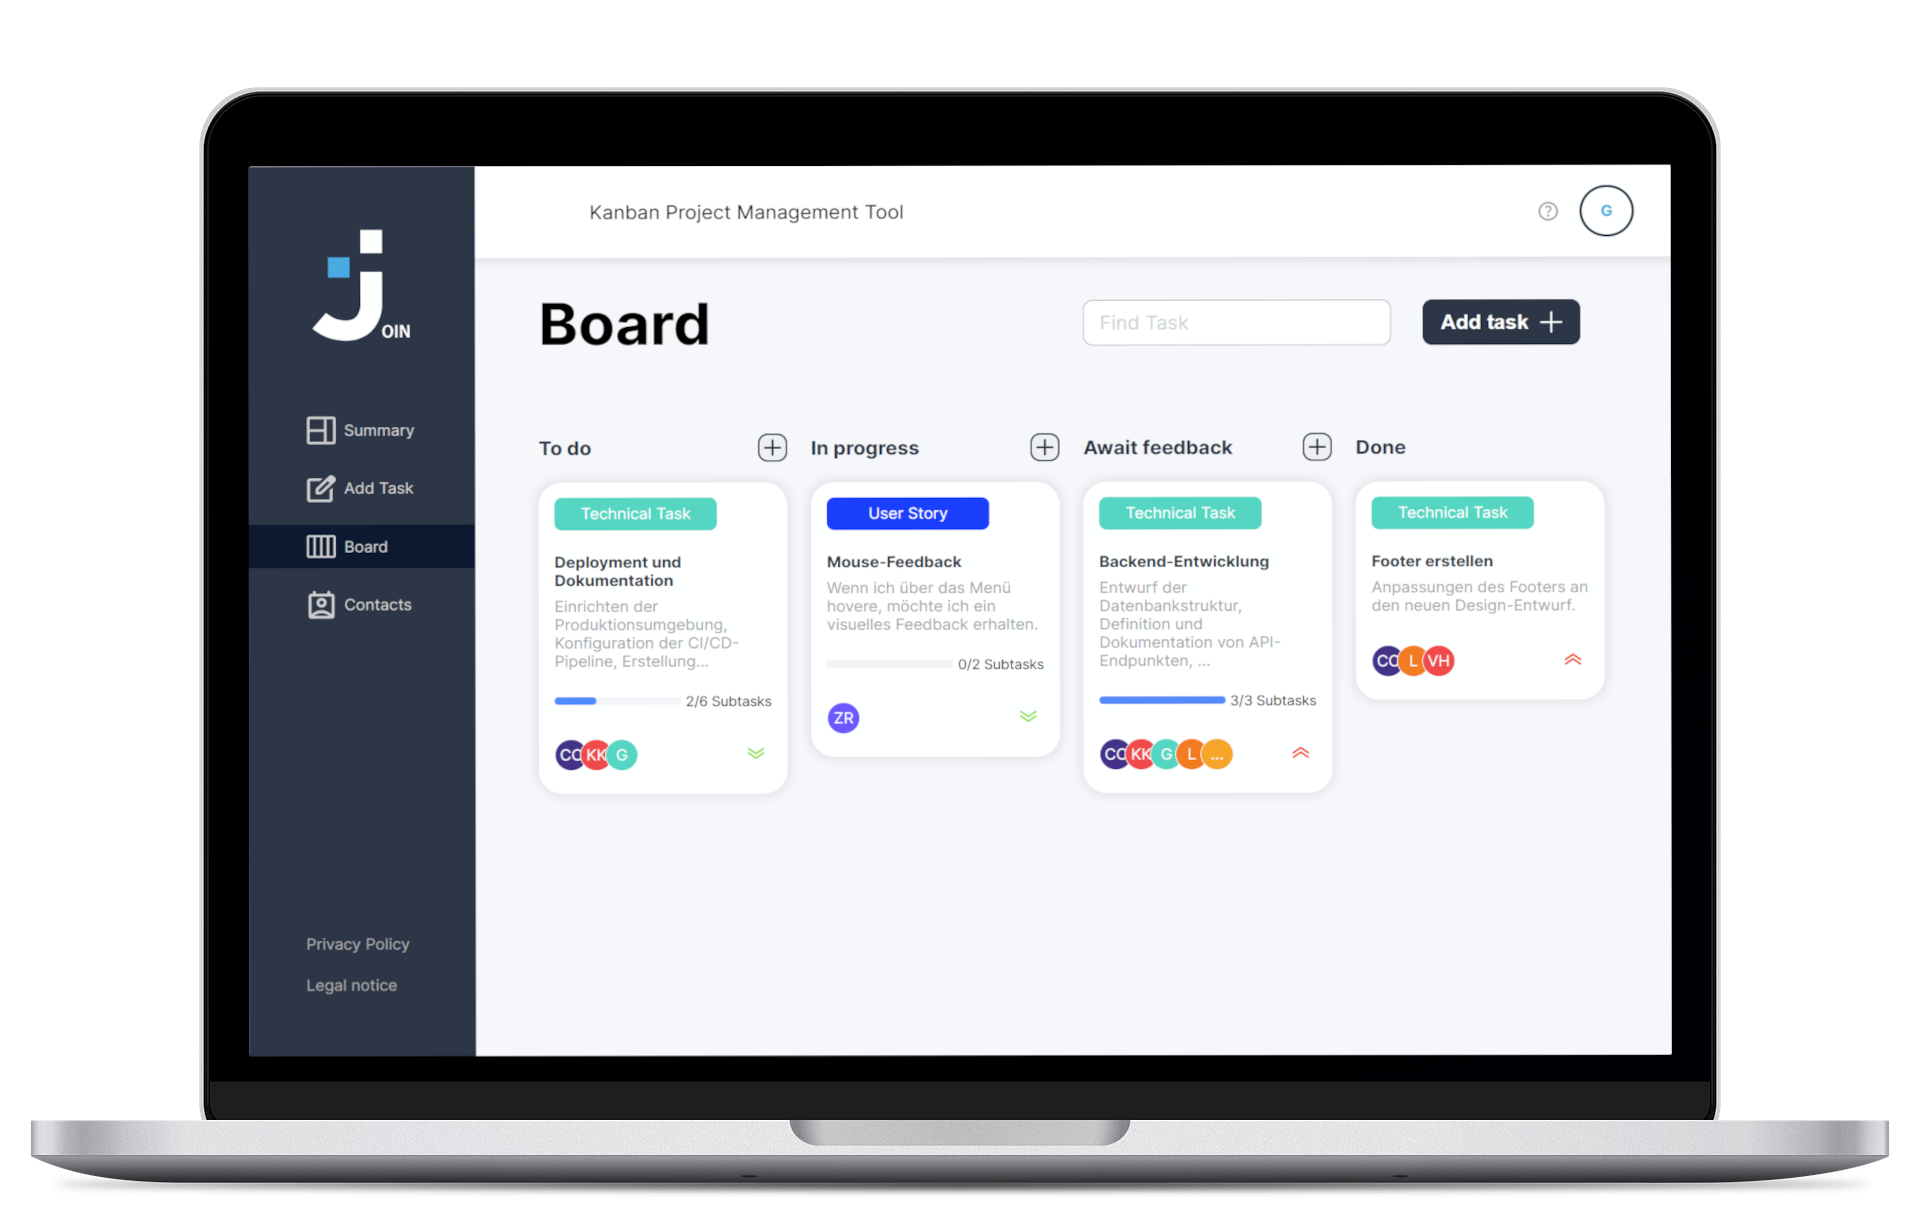 Kanban Project Management Tool
?
G
OIN
Summary
Add Task
Board
Contacts
Privacy Policy
Legal notice
Board
Find Task
Add task
To do
Technical Task
Deployment und
Dokumentation
Einrichten der
Produktionsumgebung,
Konfiguration der CI/CD-
Pipeline, Erstellung...
2/6 Subtasks
CO KK G
In progress
User Story
Mouse-Feedback
Wenn ich über das Menü
hovere, möchte ich ein
visuelles Feedback erhalten.
0/2 Subtasks
ZR
Await feedback
Technical Task
Backend-Entwicklung
Entwurf der
Datenbankstruktur,
Definition und
Dokumentation von API-
Endpunkten, ...
3/3 Subtasks
CO KK G L ...
Done
Technical Task
Footer erstellen
Anpassungen des Footers an
den neuen Design-Entwurf.
CO L VH